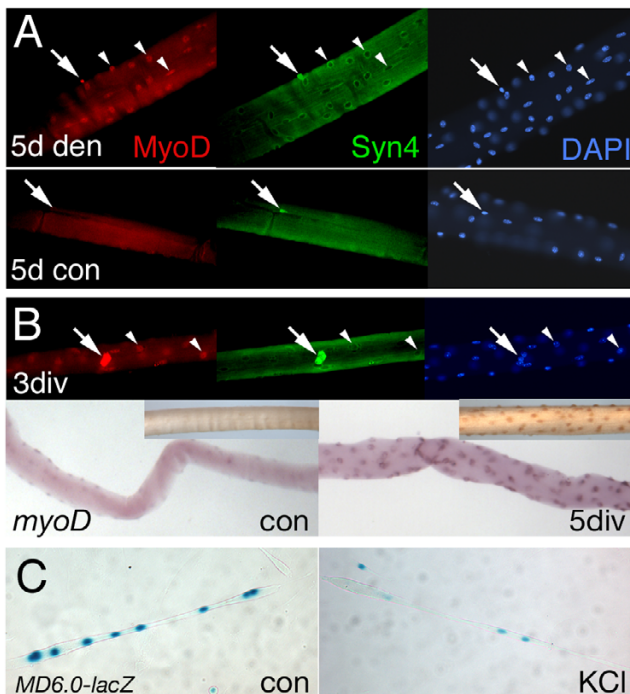 A
5d den MyoD Syn4 DAPI
5d con
B
3div
myoD con 5div
C
MD6.0-lacZ con KCl